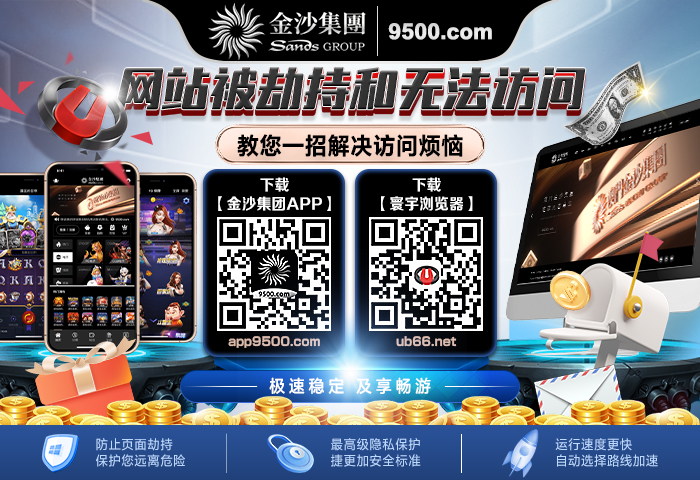 金沙集團
Sands GROUP
9500.com
网站被劫持和无法访问
教您一招解决访问烦恼
下载
【金沙集团APP】
9500.com
app9500.com
下载
【寰宇浏览器】
ub66.net
极速稳定 及享畅游
防止页面劫持
保护您远离危险
最高级隐私保护
捷更加安全标准
运行速度更快
自动选择路线加速